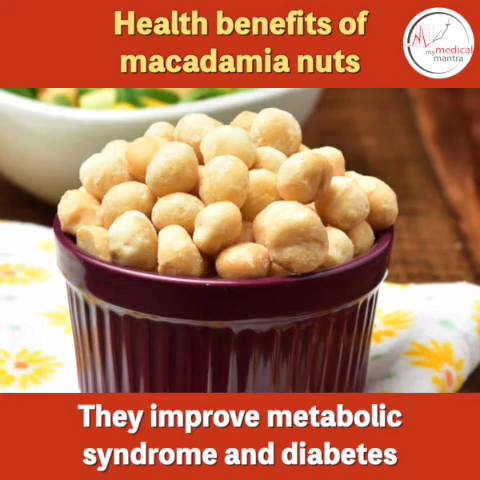 Health benefits of
macadamia nuts
my medical
mantra
They improve metabolic
syndrome and diabetes